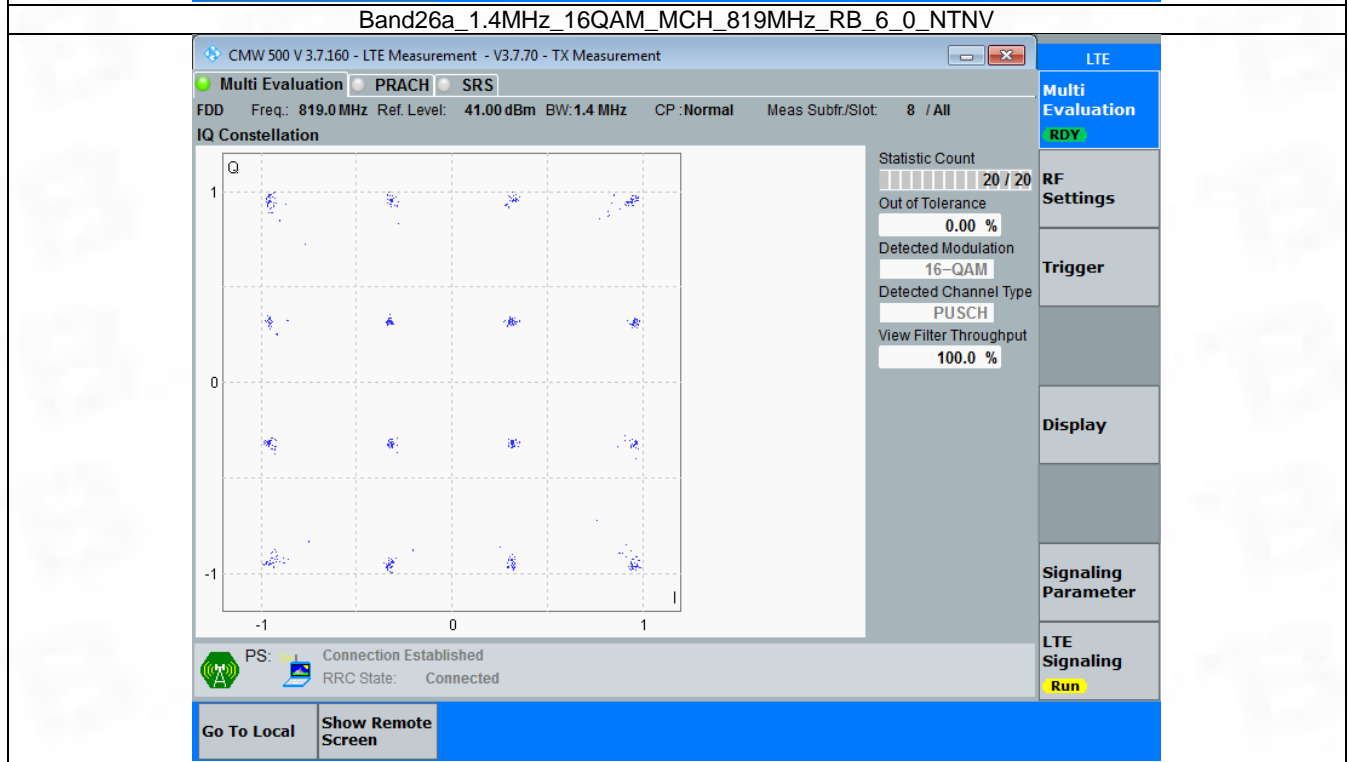 Band26a_1.4MHz_16QAM_MCH_819MHz_RB_6_0_NTNV
CMW 500 V 3.7.160 - LTE Measurement - V3.7.70 - TX Measurement
LTE
Multi Evaluation PRACH SRS
Multi
Evaluation
RDY
FDD Freq.: 819.0 MHz Ref. Level: 41.00 dBm BW: 1.4 MHz CP : Normal Meas Subfr./Slot: 8 / All
IQ Constellation
Q
1
0
-1
-1 0 1
I
Statistic Count
20 / 20
Out of Tolerance
0.00 %
Detected Modulation
16-QAM
Detected Channel Type
PUSCH
View Filter Throughput
100.0 %
RF
Settings
Trigger
Display
Signaling
Parameter
LTE
Signaling
Run
PS: Connection Established
RRC State: Connected
Go To Local
Show Remote
Screen